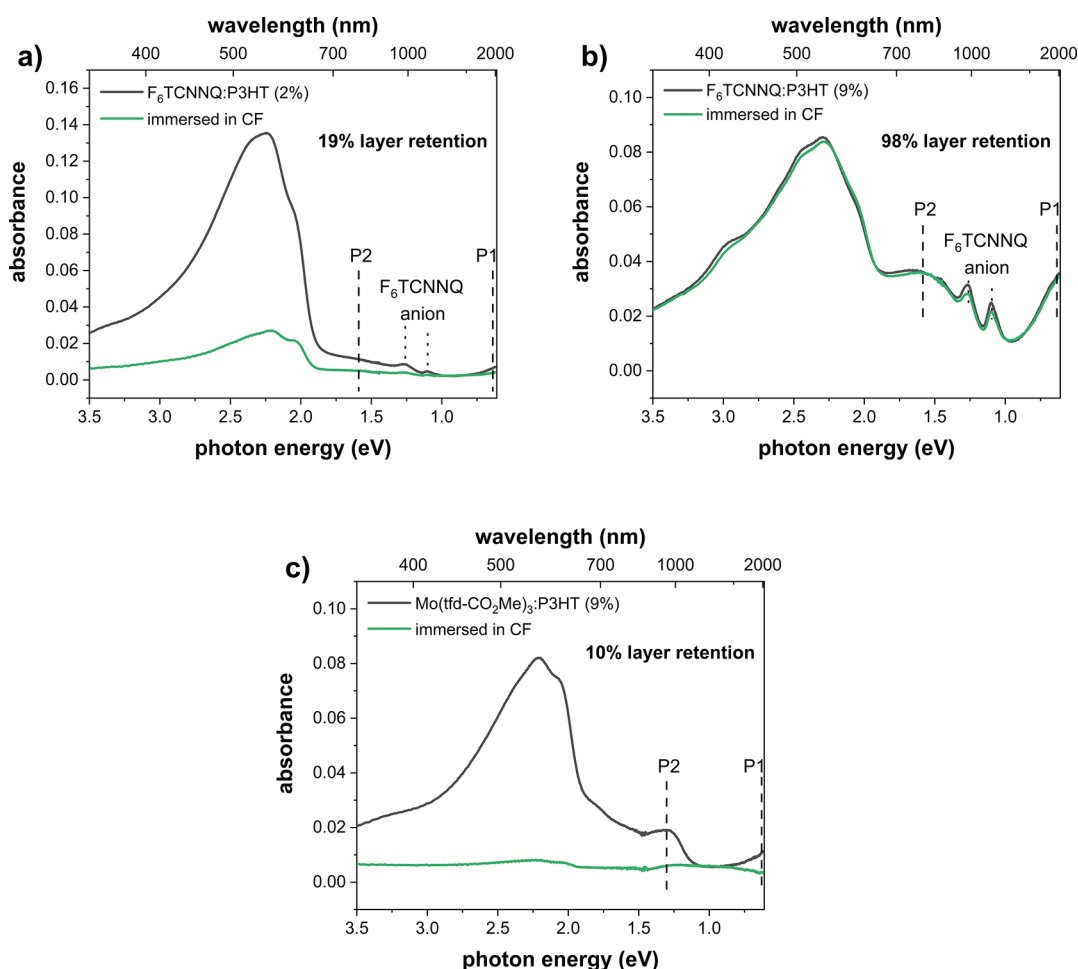 a)
wavelength (nm)
400 500 700 1000 2000
F₆TCNNQ:P3HT (2%)
immersed in CF
19% layer retention
P2
F₆TCNNQ
anion
P1
absorbance
0.16
0.14
0.12
0.10
0.08
0.06
0.04
0.02
0.00
3.5 3.0 2.5 2.0 1.5 1.0
photon energy (eV)
b)
wavelength (nm)
400 500 700 1000 2000
F₆TCNNQ:P3HT (9%)
immersed in CF
98% layer retention
P2
F₆TCNNQ
anion
P1
absorbance
0.10
0.08
0.06
0.04
0.02
0.00
3.5 3.0 2.5 2.0 1.5 1.0
photon energy (eV)
c)
wavelength (nm)
400 500 700 1000 2000
Mo(tfd-CO₂Me)₃:P3HT (9%)
immersed in CF
10% layer retention
P2
P1
absorbance
0.10
0.08
0.06
0.04
0.02
0.00
3.5 3.0 2.5 2.0 1.5 1.0
photon energy (eV)